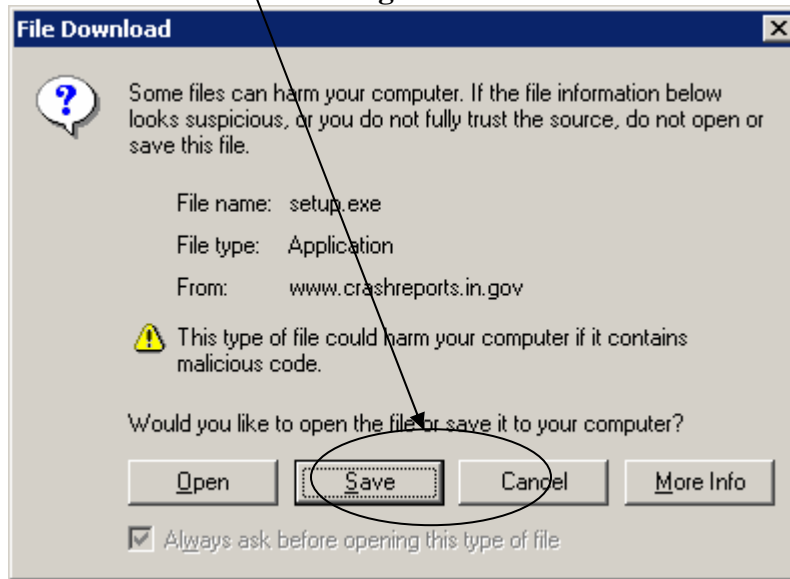 g
File Download
Some files can harm your computer. If the file information below
looks suspicious, or you do not fully trust the source, do not open or
save this file.
File name: setup.exe
File type: Application
From: www.crashreports.in.gov
This type of file could harm your computer if it contains
malicious code.
Would you like to open the file or save it to your computer?
Open Save Cancel More Info
Always ask before opening this type of file